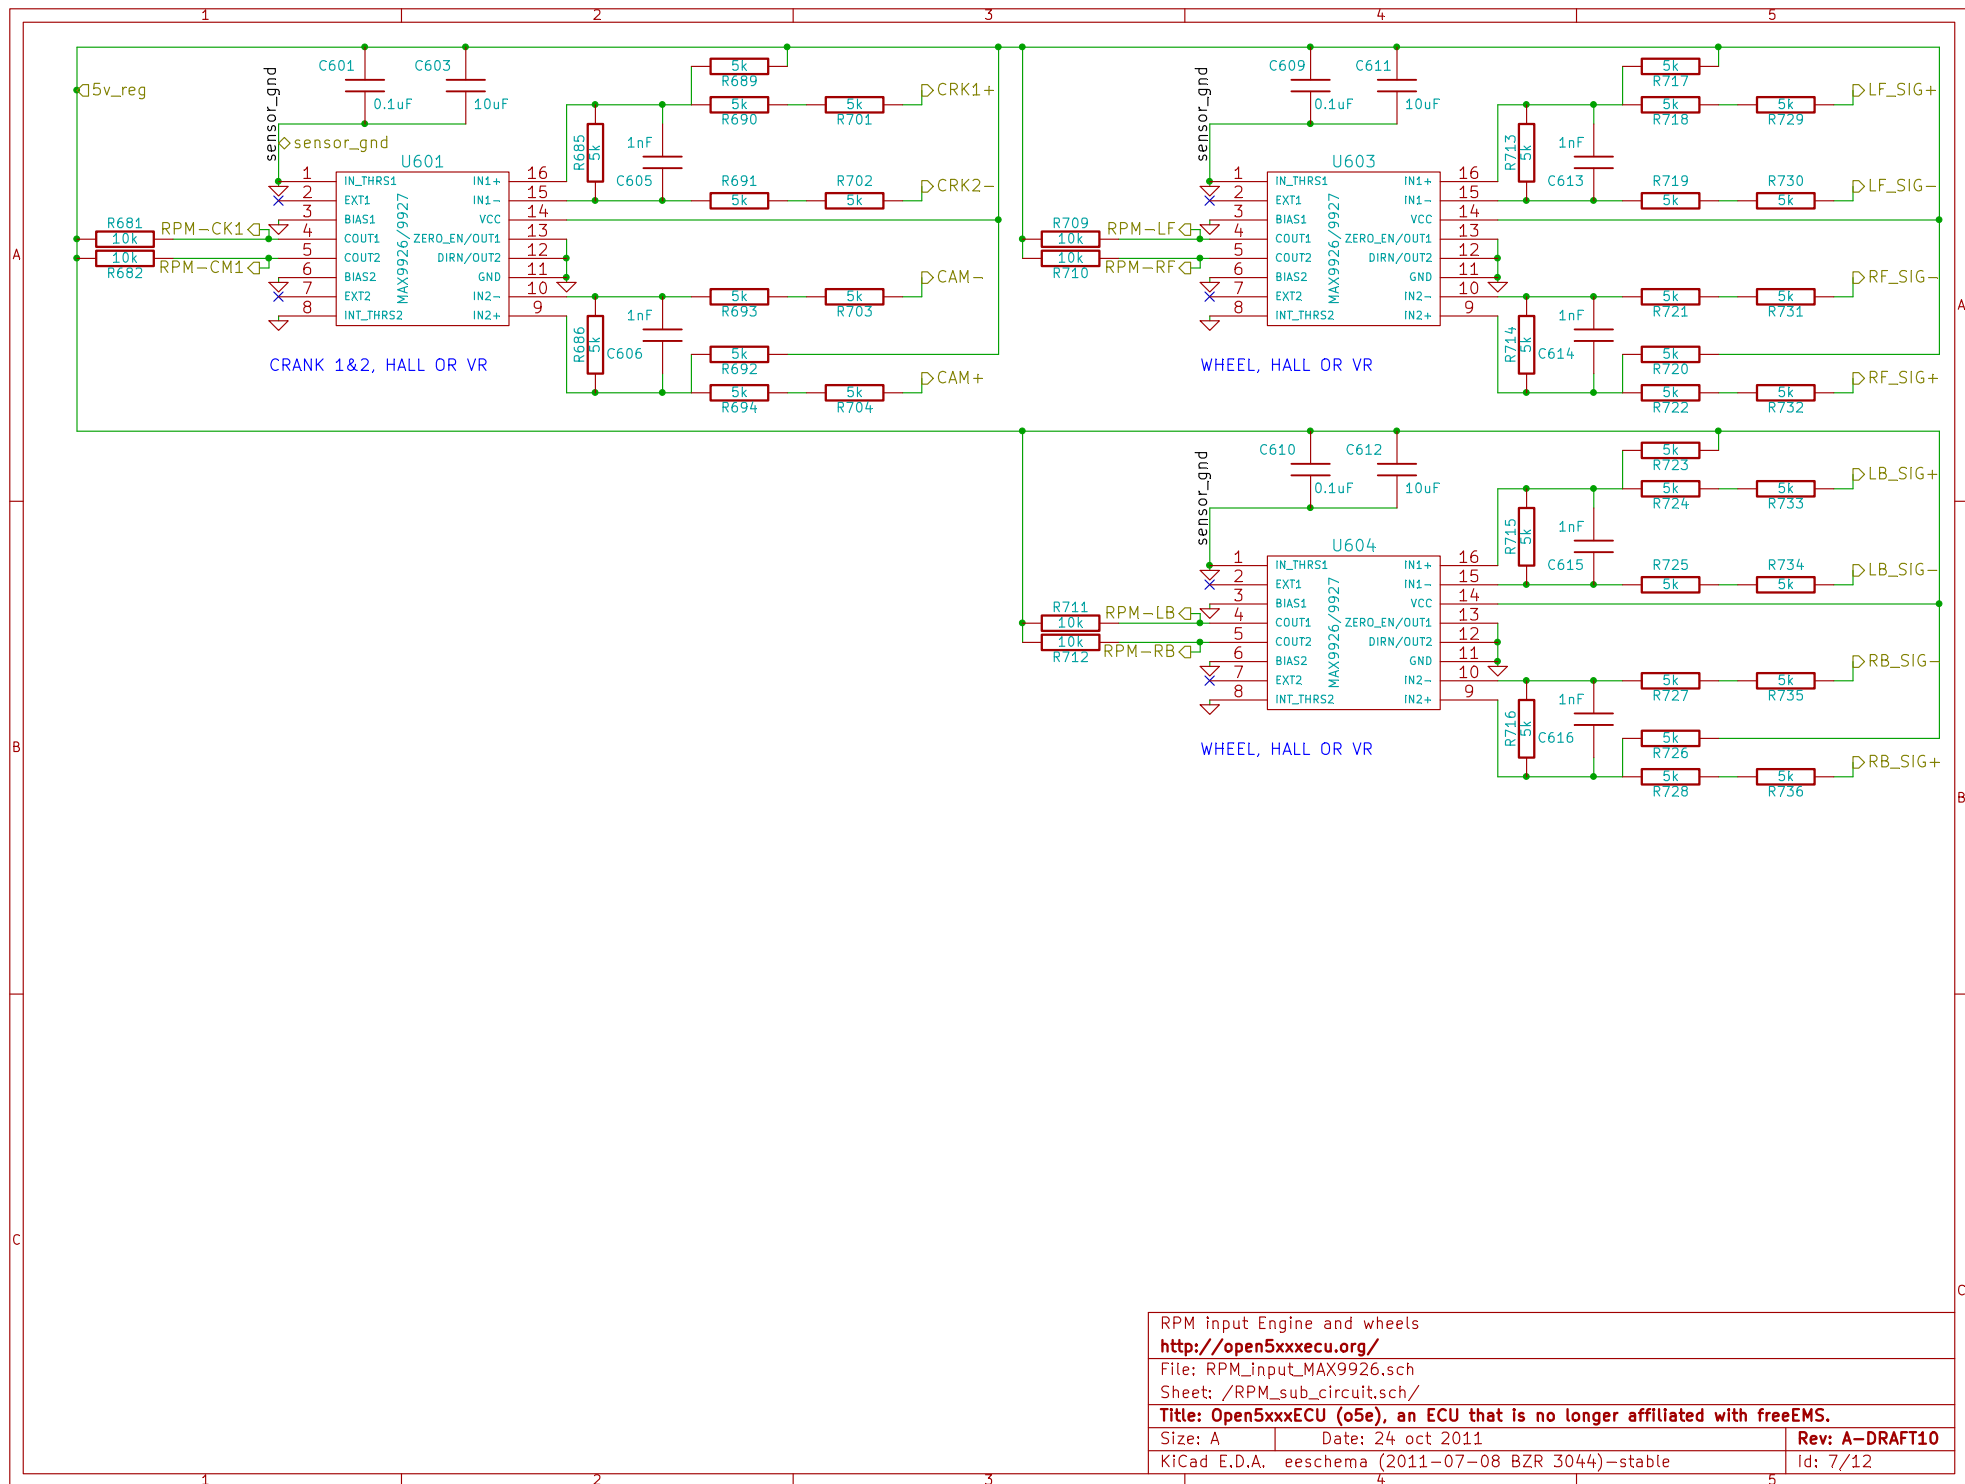 1 2 3 4 5
A
B
C
A
B
C
1 2 3 4 5
5v_reg
sensor_gnd
sensor_gnd
C601
0.1uF
C603
10uF
U601
MAX9926/9927
1 IN_THRS1
2 EXT1
3 BIAS1
4 COUT1
5 COUT2
6 BIAS2
7 EXT2
8 INT_THRS2
IN1+ 16
IN1- 15
VCC 14
ZERO_EN/OUT1 13
DIRN/OUT2 12
GND 11
IN2- 10
IN2+ 9
R681
10k
10k
R682
RPM-CK1
RPM-CM1
R685
5k
1nF
C605
5k
R689
5k
R690
5k
R701
CRK1+
R691
5k
R702
5k
CRK2-
R686
5k
1nF
C606
5k
R693
5k
R703
CAM-
5k
R692
5k
R694
5k
R704
CAM+
CRANK 1&2, HALL OR VR
sensor_gnd
C609
0.1uF
C611
10uF
U603
MAX9926/9927
1 IN_THRS1
2 EXT1
3 BIAS1
4 COUT1
5 COUT2
6 BIAS2
7 EXT2
8 INT_THRS2
IN1+ 16
IN1- 15
VCC 14
ZERO_EN/OUT1 13
DIRN/OUT2 12
GND 11
IN2- 10
IN2+ 9
R709
10k
10k
R710
RPM-LF
RPM-RF
R713
5k
1nF
C613
5k
R717
5k
R718
5k
R729
LF_SIG+
R719
5k
R730
5k
LF_SIG-
R714
5k
1nF
C614
5k
R721
5k
R731
RF_SIG-
5k
R720
5k
R722
5k
R732
RF_SIG+
WHEEL, HALL OR VR
sensor_gnd
C610
0.1uF
C612
10uF
U604
MAX9926/9927
1 IN_THRS1
2 EXT1
3 BIAS1
4 COUT1
5 COUT2
6 BIAS2
7 EXT2
8 INT_THRS2
IN1+ 16
IN1- 15
VCC 14
ZERO_EN/OUT1 13
DIRN/OUT2 12
GND 11
IN2- 10
IN2+ 9
R711
10k
10k
R712
RPM-LB
RPM-RB
R715
5k
1nF
C615
5k
R723
5k
R724
5k
R733
LB_SIG+
R725
5k
R734
5k
LB_SIG-
R716
5k
1nF
C616
5k
R727
5k
R735
RB_SIG-
5k
R726
5k
R728
5k
R736
RB_SIG+
WHEEL, HALL OR VR
RPM input Engine and wheels
http://open5xxxecu.org/
File: RPM_input_MAX9926.sch
Sheet: /RPM_sub_circuit.sch/
Title: Open5xxxECU (o5e), an ECU that is no longer affiliated with freeEMS.
Size: A Date: 24 oct 2011 Rev: A-DRAFT10
KiCad E.D.A. eeschema (2011-07-08 BZR 3044)-stable Id: 7/12